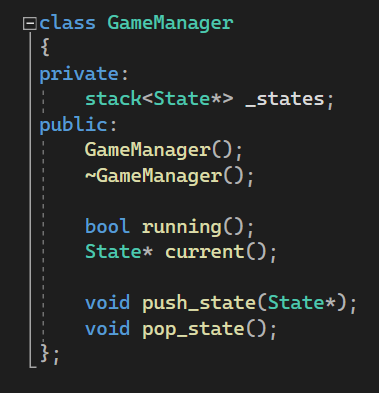 class GameManager
{
private:
    stack<State*> _states;
public:
    GameManager();
    ~GameManager();

    bool running();
    State* current();

    void push_state(State*);
    void pop_state();
};